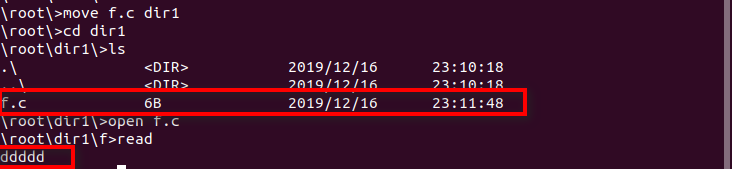 \root\>move f.c dir1
\root\>cd dir1
\root\dir1\>ls
.\ <DIR> 2019/12/16 23:10:18
..\ <DIR> 2019/12/16 23:10:18
f.c 6B 2019/12/16 23:11:48
\root\dir1\>open f.c
\root\dir1\f>read
ddddd